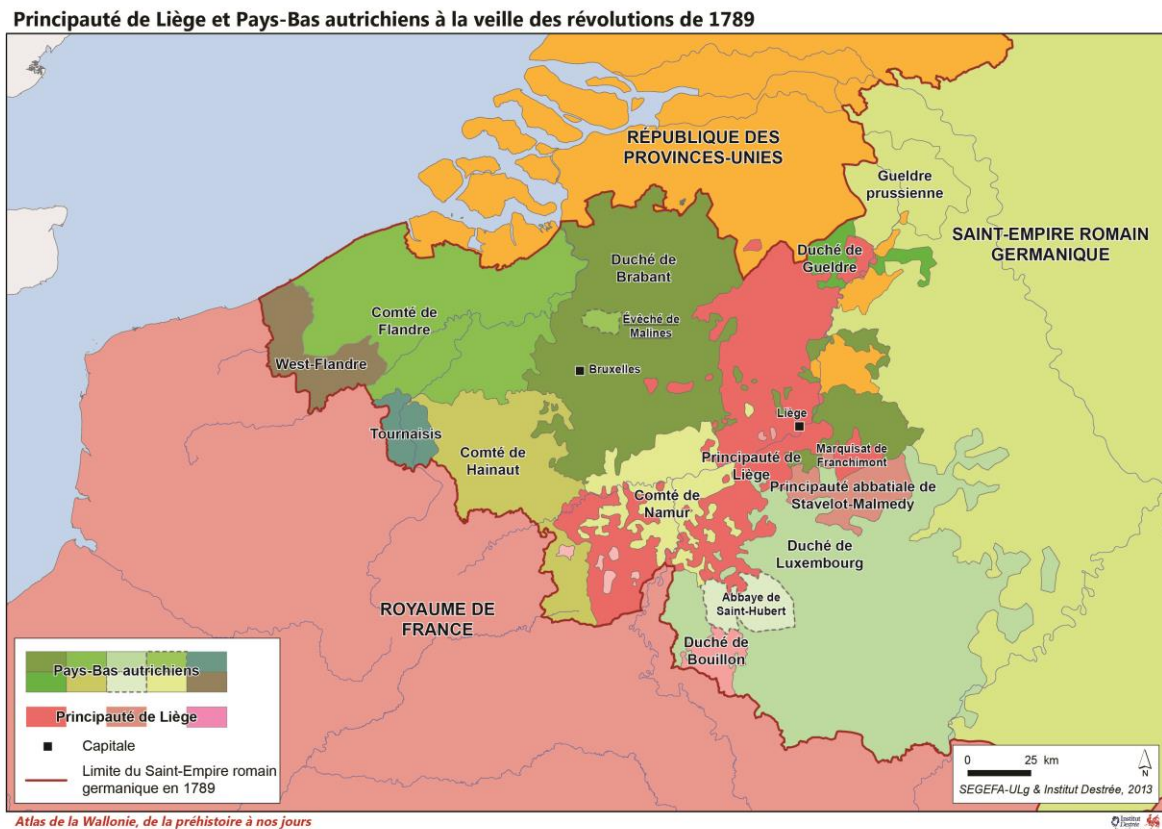 Principauté de Liège et Pays-Bas autrichiens à la veille des révolutions de 1789
RÉPUBLIQUE DES
PROVINCES-UNIES
Gueldre
prussienne
SAINT-EMPIRE ROMAIN
GERMANIQUE
Duché de
Gueldre
Duché de
Brabant
Comté de
Flandre
Évêché de
Malines
West-Flandre
Bruxelles
Liège
Tournaisis
Comté de
Hainaut
Marquisat de
Franchimont
Principauté de
Liège
Principauté abbatiale de
Stavelot-Malmedy
Comté de
Namur
Duché de
Luxembourg
Abbaye de
Saint-Hubert
ROYAUME DE
FRANCE
Duché de
Bouillon
Pays-Bas autrichiens
Principauté de Liège
Capitale
Limite du Saint-Empire romain
germanique en 1789
0 25 km
N
SEGEFA-ULg & Institut Destrée, 2013
Atlas de la Wallonie, de la préhistoire à nos jours
Institut
Destrée